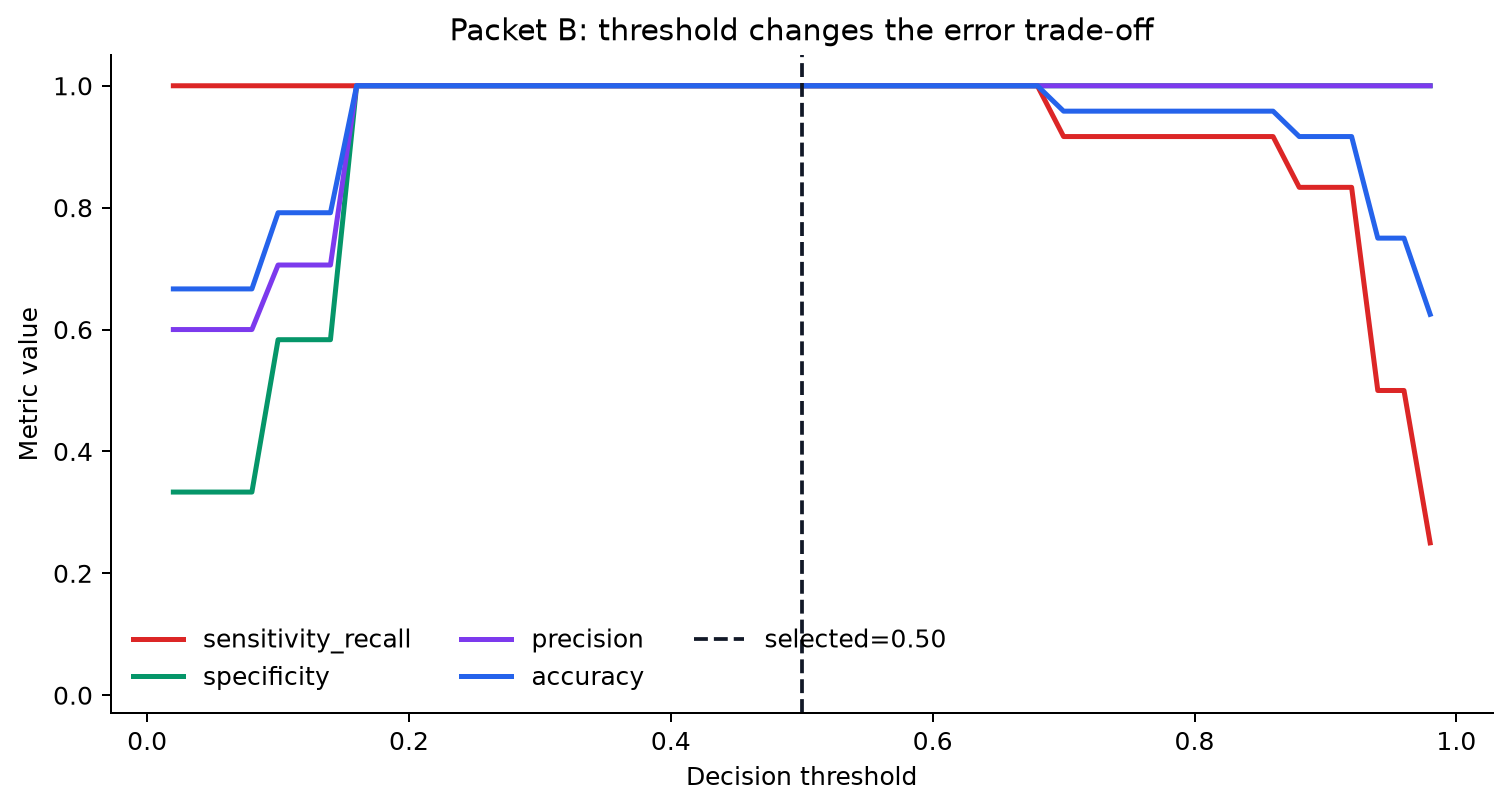 Packet B: threshold changes the error trade-off
Metric value
1.0
0.8
0.6
0.4
0.2
0.0
sensitivity_recall
specificity
precision
accuracy
selected=0.50
0.0
0.2
0.4
0.6
0.8
1.0
Decision threshold